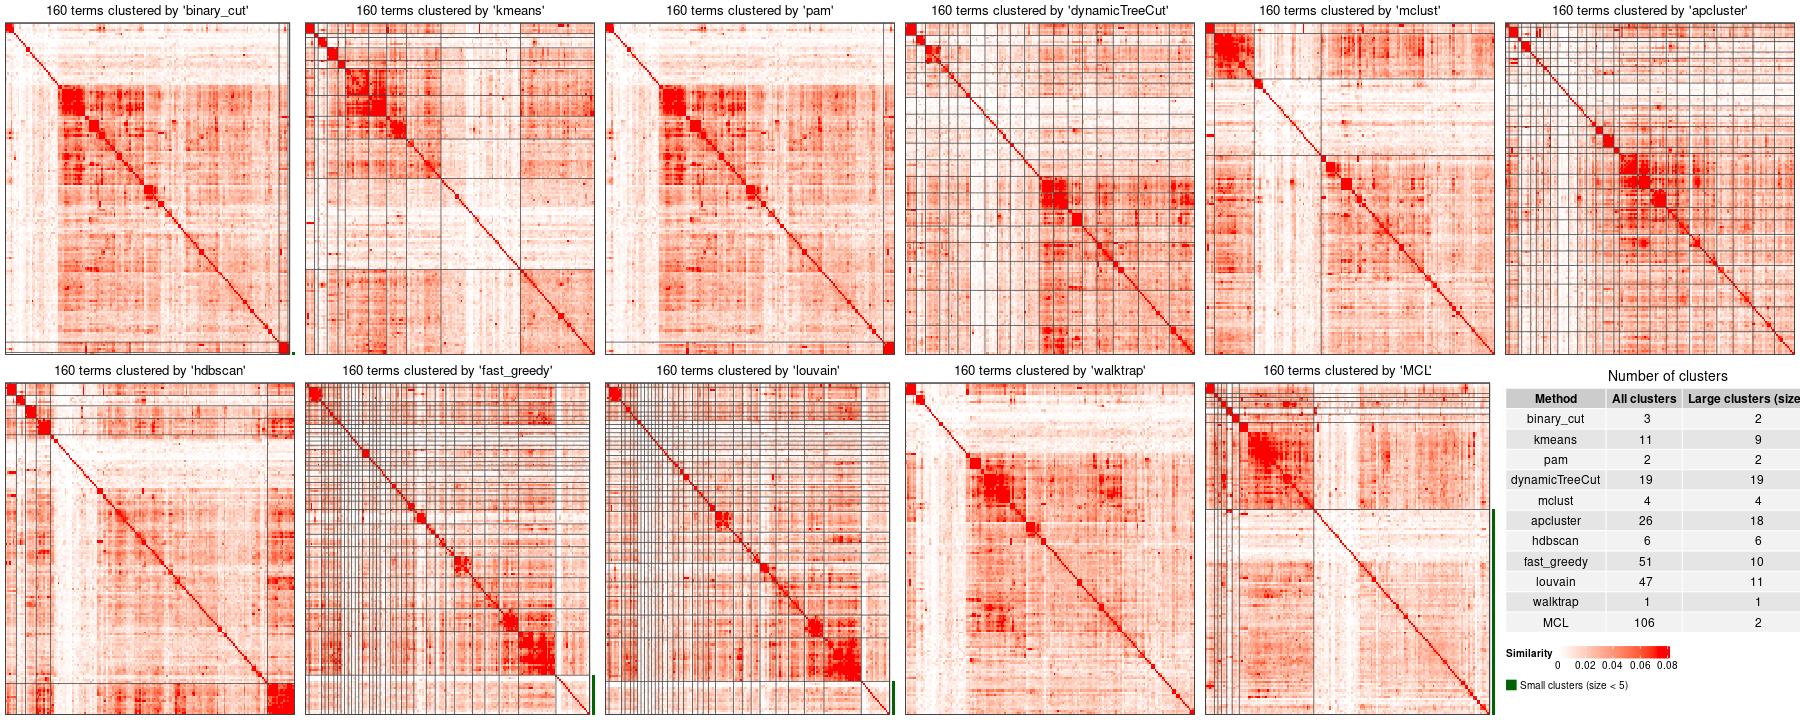 160 terms clustered by 'binary_cut'
160 terms clustered by 'kmeans'
160 terms clustered by 'pam'
160 terms clustered by 'dynamicTreeCut'
160 terms clustered by 'mclust'
160 terms clustered by 'apcluster'
160 terms clustered by 'hdbscan'
160 terms clustered by 'fast_greedy'
160 terms clustered by 'louvain'
160 terms clustered by 'walktrap'
160 terms clustered by 'MCL'
Number of clusters
Method All clusters Large clusters (size
binary_cut 3 2
kmeans 11 9
pam 2 2
dynamicTreeCut 19 19
mclust 4 4
apcluster 26 18
hdbscan 6 6
fast_greedy 51 10
louvain 47 11
walktrap 1 1
MCL 106 2
Similarity
0 0.02 0.04 0.06 0.08
Small clusters (size < 5)